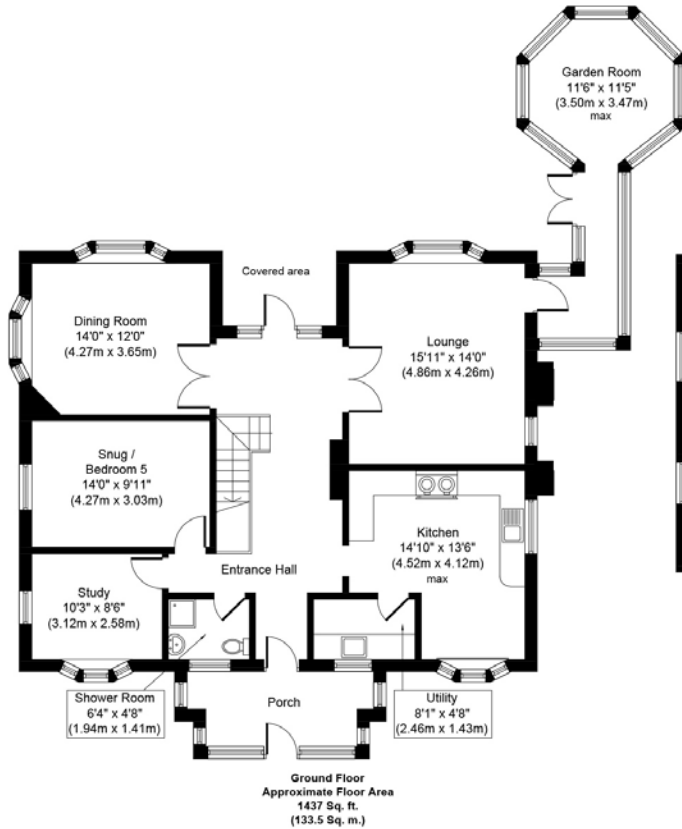 Garden Room
11'6" x 11'5"
(3.50m x 3.47m)
max
Covered area
Dining Room
14'0" x 12'0"
(4.27m x 3.65m)
Lounge
15'11" x 14'0"
(4.86m x 4.26m)
Snug /
Bedroom 5
14'0" x 9'11"
(4.27m x 3.03m)
Kitchen
14'10" x 13'6"
(4.52m x 4.12m)
max
Entrance Hall
Study
10'3" x 8'6"
(3.12m x 2.58m)
Shower Room
6'4" x 4'8"
(1.94m x 1.41m)
Porch
Utility
8'1" x 4'8"
(2.46m x 1.43m)
Ground Floor
Approximate Floor Area
1437 Sq. ft.
(133.5 Sq. m.)